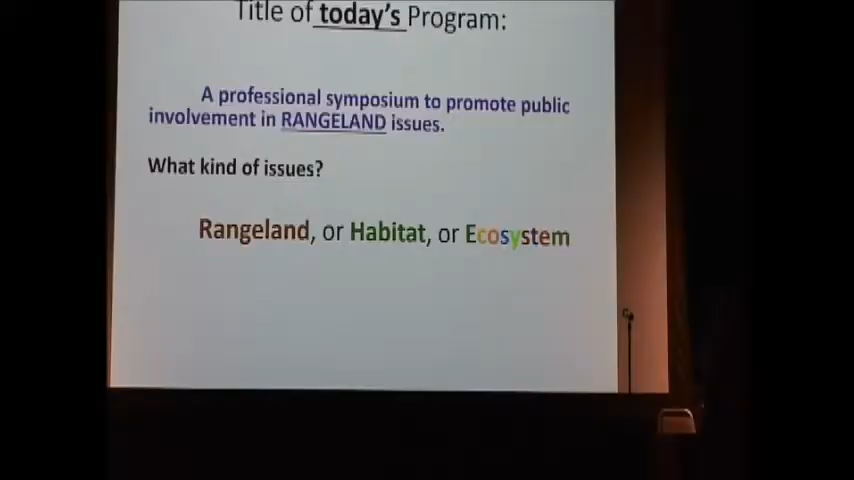 Title of today's Program:
A professional symposium to promote public
involvement in RANGELAND issues.
What kind of issues?
Rangeland, or Habitat, or Ecosystem